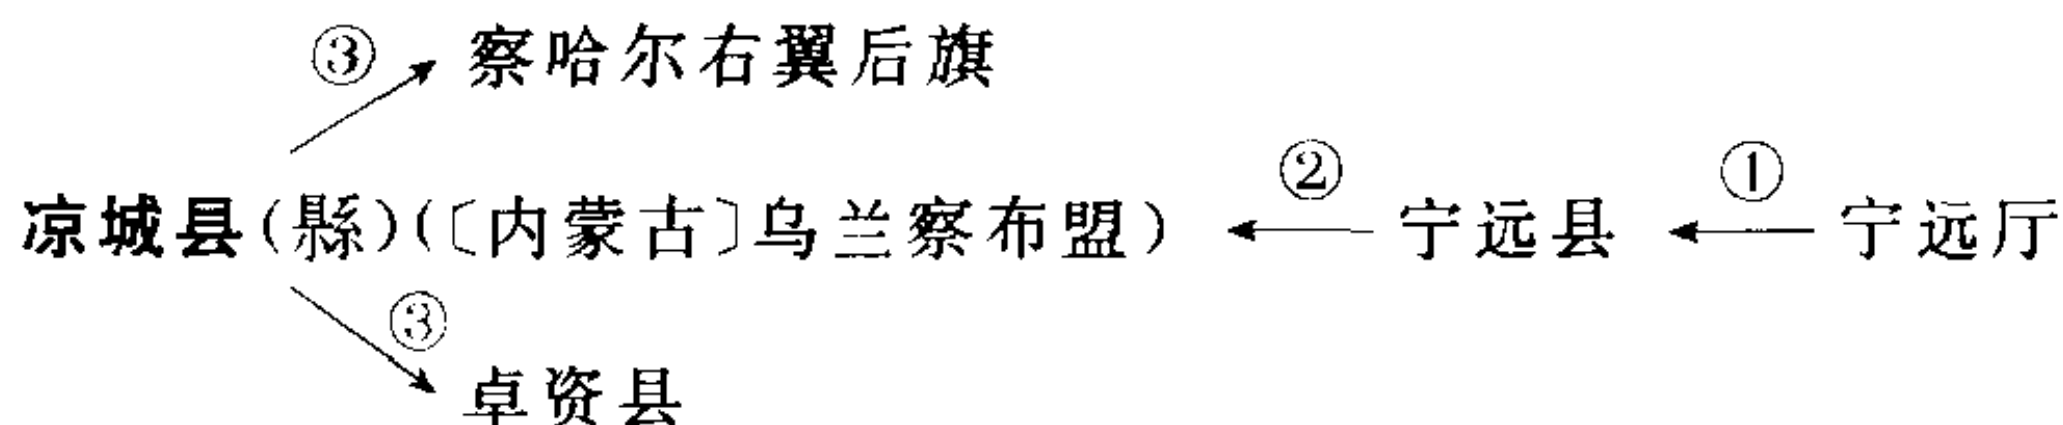 ③ 察哈尔右翼后旗
凉城县(縣)(〔内蒙古〕乌兰察布盟) ② 宁远县 ① 宁远厅
③
卓资县